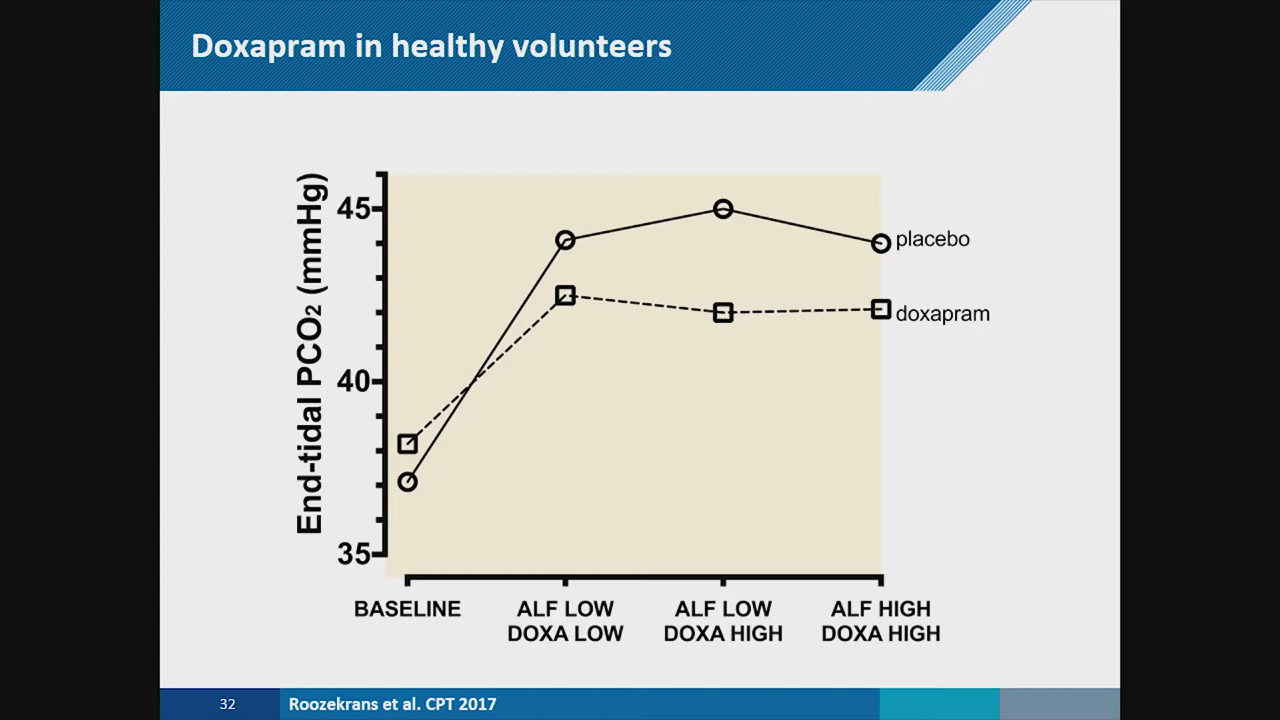 Doxapram in healthy volunteers
End-tidal PCO₂ (mmHg)
45
40
35
placebo
doxapram
BASELINE
ALF LOW
DOXA LOW
ALF LOW
DOXA HIGH
ALF HIGH
DOXA HIGH
32
Roozekrans et al. CPT 2017